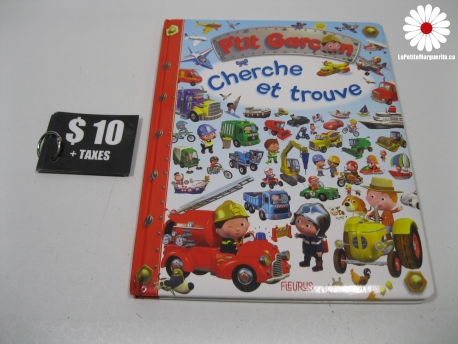 LaPetiteMarguerite.ca
P'tit Garçon
Cherche
et trouve
$ 10
+ TAXES
FLEURUS